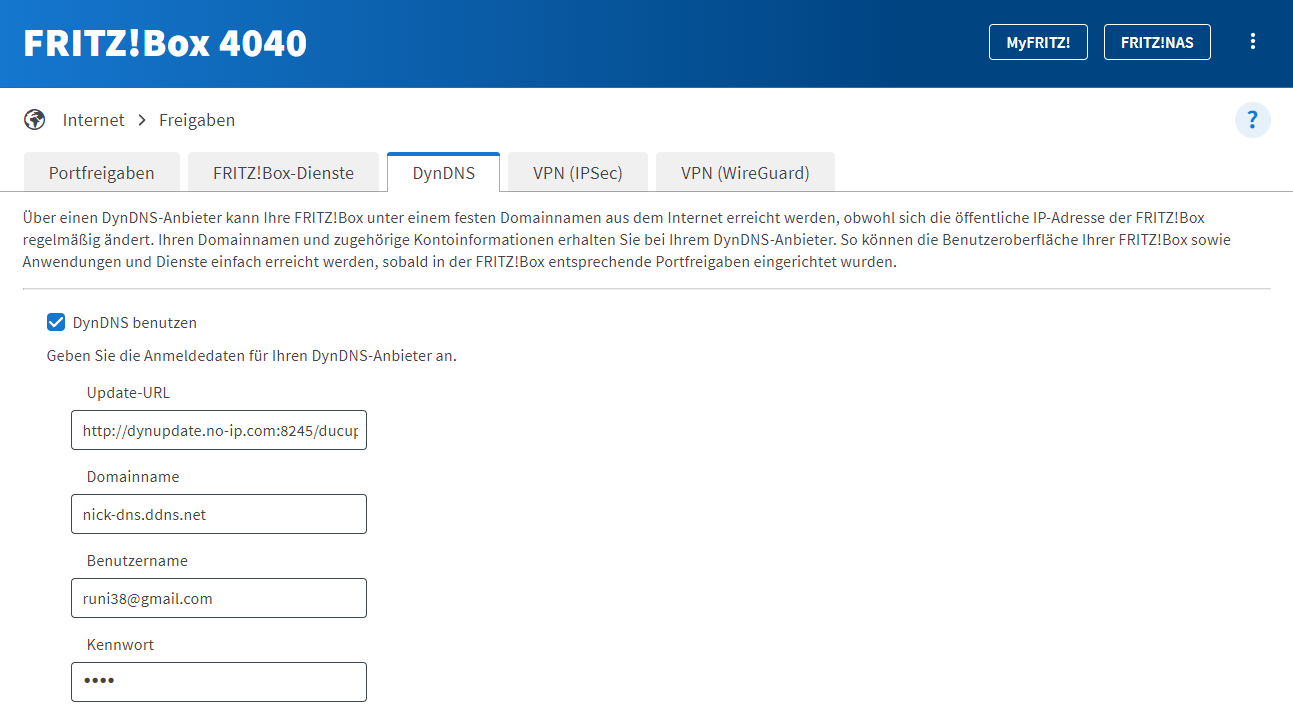 FRITZ!Box 4040
MyFRITZ!
FRITZ!NAS
Internet > Freigaben
?
Portfreigaben
FRITZ!Box-Dienste
DynDNS
VPN (IPSec)
VPN (WireGuard)
Über einen DynDNS-Anbieter kann Ihre FRITZ!Box unter einem festen Domainnamen aus dem Internet erreicht werden, obwohl sich die öffentliche IP-Adresse der FRITZ!Box
regelmäßig ändert. Ihren Domainnamen und zugehörige Kontoinformationen erhalten Sie bei Ihrem DynDNS-Anbieter. So können die Benutzeroberfläche Ihrer FRITZ!Box sowie
Anwendungen und Dienste einfach erreicht werden, sobald in der FRITZ!Box entsprechende Portfreigaben eingerichtet wurden.
DynDNS benutzen
Geben Sie die Anmeldedaten für Ihren DynDNS-Anbieter an.
Update-URL
http://dynupdate.no-ip.com:8245/ducup
Domainname
nick-dns.ddns.net
Benutzername
runi38@gmail.com
Kennwort
••••